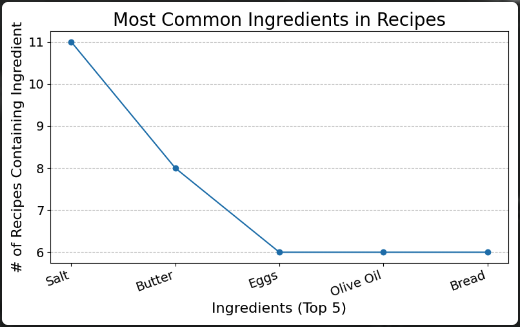 Most Common Ingredients in Recipes
# of Recipes Containing Ingredient
11
10
9
8
7
6
Salt
Butter
Eggs
Olive Oil
Bread
Ingredients (Top 5)